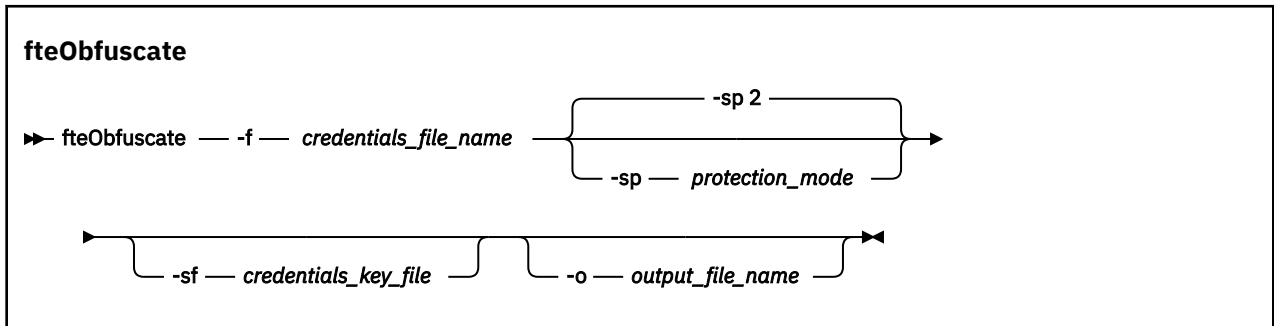 fteObfuscate
-sp 2
fteObfuscate -f credentials_file_name
-sp protection_mode
-sf credentials_key_file -o output_file_name